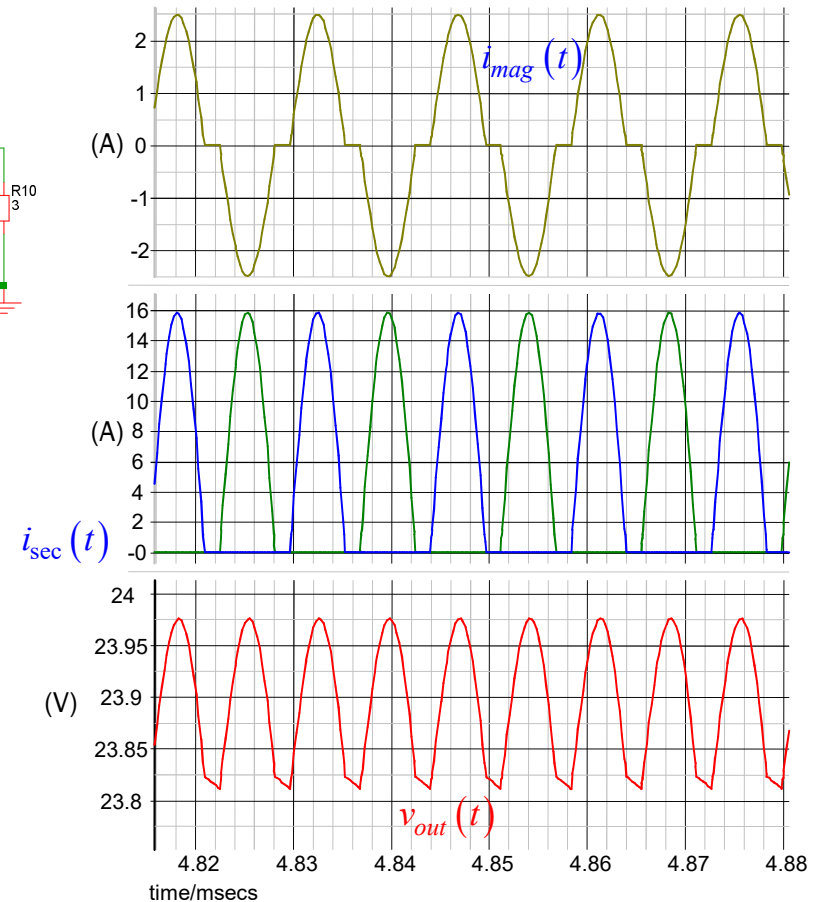 2
i_mag (t)
1
(A) 0
-1
-2
R10
3
16
14
12
10
(A) 8
6
4
2
i_sec (t)
-0
24
23.95
(V) 23.9
23.85
23.8
v_out (t)
4.82 4.83 4.84 4.85 4.86 4.87 4.88
time/msecs